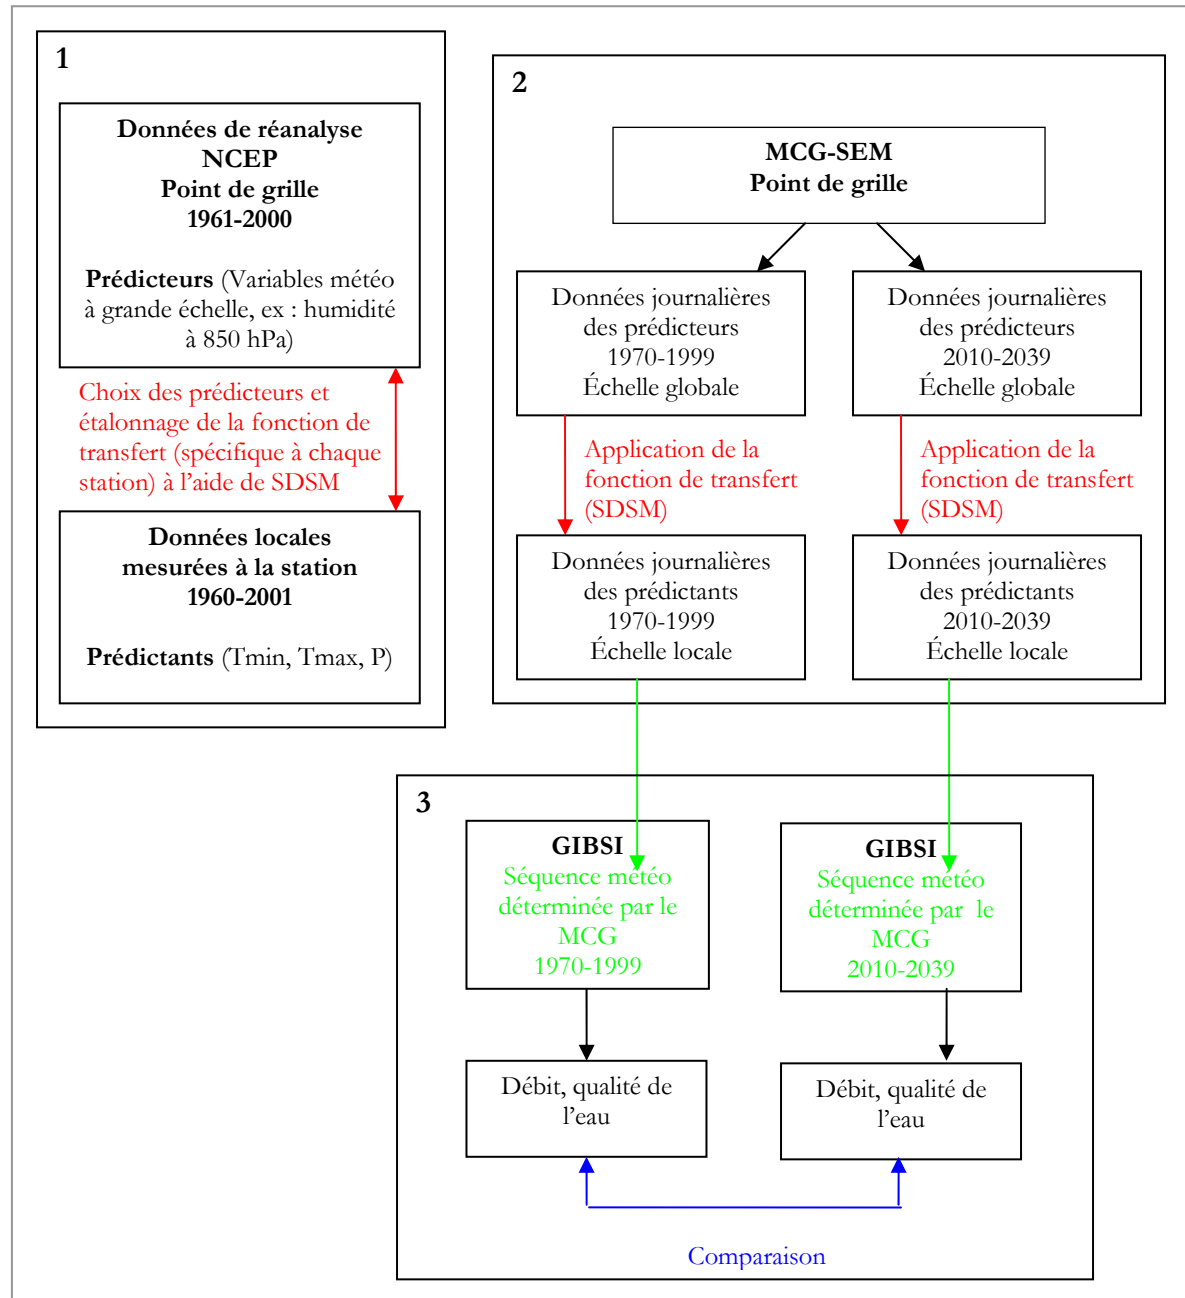 1
Données de réanalyse
NCEP
Point de grille
1961-2000
Prédicteurs (Variables météo
à grande échelle, ex : humidité
à 850 hPa)
Choix des prédicteurs et
étalonnage de la fonction de
transfert (spécifique à chaque
station) à l’aide de SDSM
Données locales
mesurées à la station
1960-2001
Prédictants (Tmin, Tmax, P)
2
MCG-SEM
Point de grille
Données journalières
des prédicteurs
1970-1999
Échelle globale
Données journalières
des prédicteurs
2010-2039
Échelle globale
Application de la
fonction de transfert
(SDSM)
Application de la
fonction de transfert
(SDSM)
Données journalières
des prédictants
1970-1999
Échelle locale
Données journalières
des prédictants
2010-2039
Échelle locale
3
GIBSI
Séquence météo
déterminée par le
MCG
1970-1999
GIBSI
Séquence météo
déterminée par  le
MCG
2010-2039
Débit, qualité de
l’eau
Débit, qualité de
l’eau
Comparaison